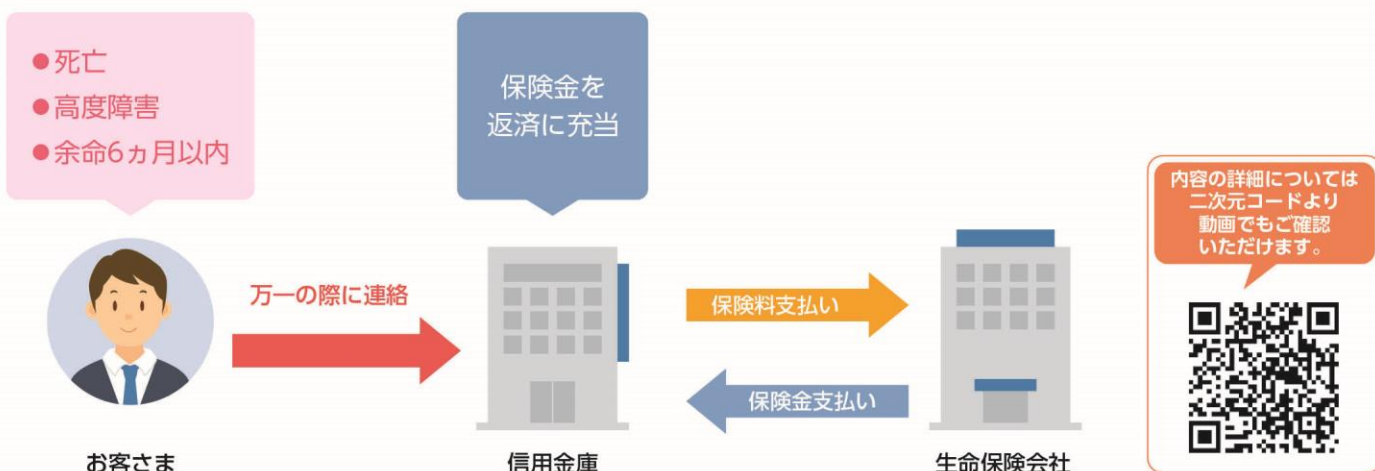 ●死亡
●高度障害
●余命6ヵ月以内
保険金を
返済に充当
内容の詳細については
二次元コードより
動画でもご確認
いただけます。
万一の際に連絡
保険料支払い
保険金支払い
お客さま
信用金庫
生命保険会社